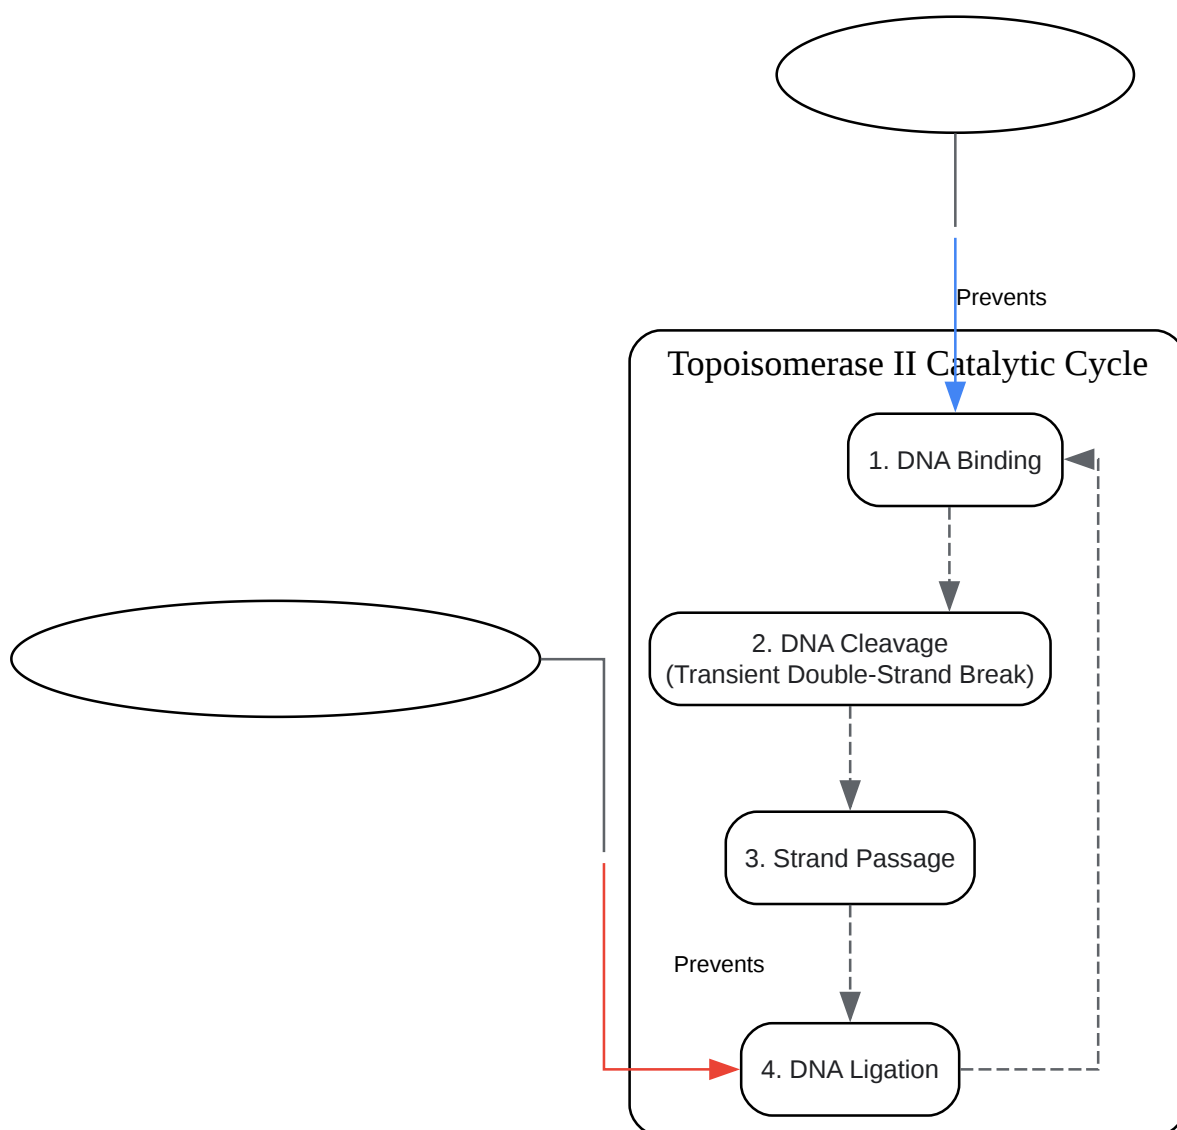 Prevents
Topoisomerase II Catalytic Cycle
1. DNA Binding
2. DNA Cleavage
(Transient Double-Strand Break)
3. Strand Passage
Prevents
4. DNA Ligation